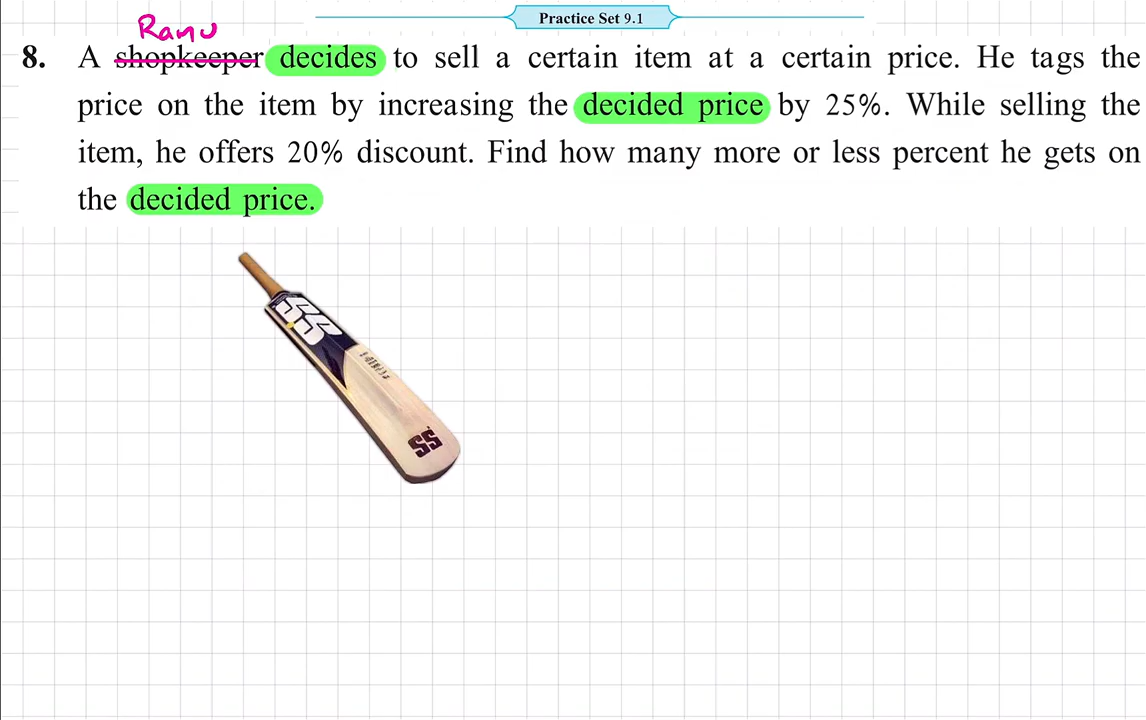 Practice Set 9.1
Ranu
8. A shopkeeper decides to sell a certain item at a certain price. He tags the
price on the item by increasing the decided price by 25%. While selling the
item, he offers 20% discount. Find how many more or less percent he gets on
the decided price.
SS
SS